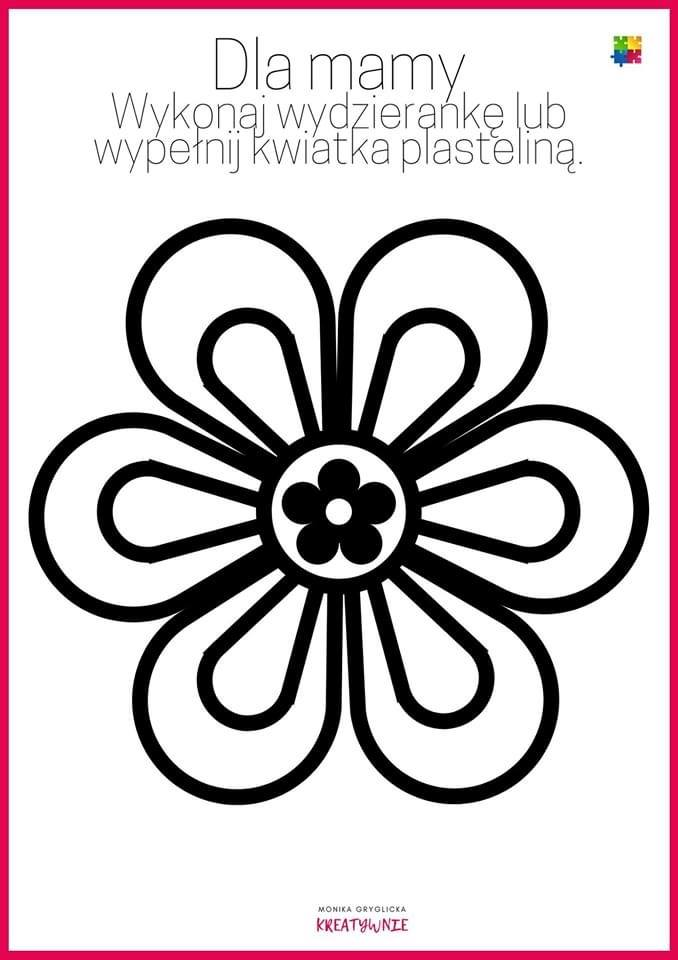 Dla mamy
Wykonaj wydzierankę lub
wypełnij kwiatka plasteliną.
MONIKA GRYGLICKA
KREATYWNIE